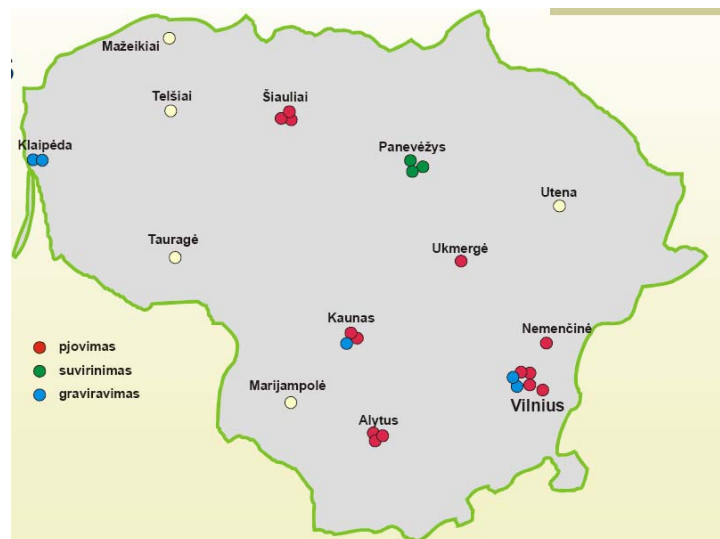 Mažeikiai
Telšiai
Šiauliai
Klaipėda
Panevėžys
Utena
Tauragė
Ukmergė
Kaunas
Nemenčinė
pjovimas
suvirinimas
graviravimas
Marijampolė
Vilnius
Alytus